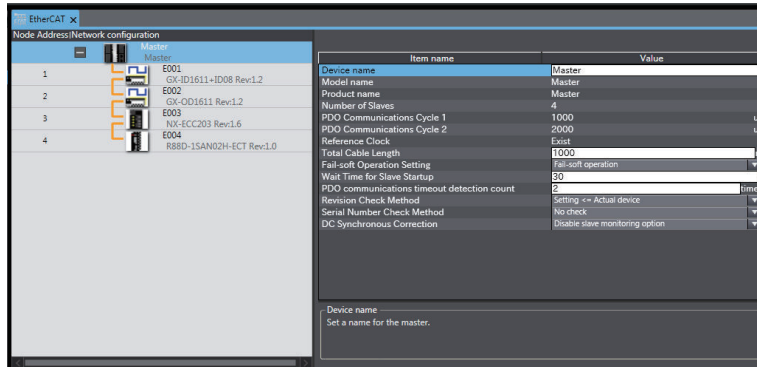 EtherCAT x
Node Address|Network configuration
Master
Master
1 E001
GX-ID1611+ID08 Rev:1.2
2 E002
GX-OD1611 Rev:1.2
3 E003
NX-ECC203 Rev:1.6
4 E004
R88D-1SAN02H-ECT Rev:1.0
Item name Value
Device name Master
Model name Master
Product name Master
Number of Slaves 4
PDO Communications Cycle 1 1000 u
PDO Communications Cycle 2 2000 u
Reference Clock Exist
Total Cable Length 1000
Fail-soft Operation Setting Fail-soft operation
Wait Time for Slave Startup 30
PDO communications timeout detection count 2 time
Revision Check Method Setting <= Actual device
Serial Number Check Method No check
DC Synchronous Correction Disable slave monitoring option
Device name
Set a name for the master.